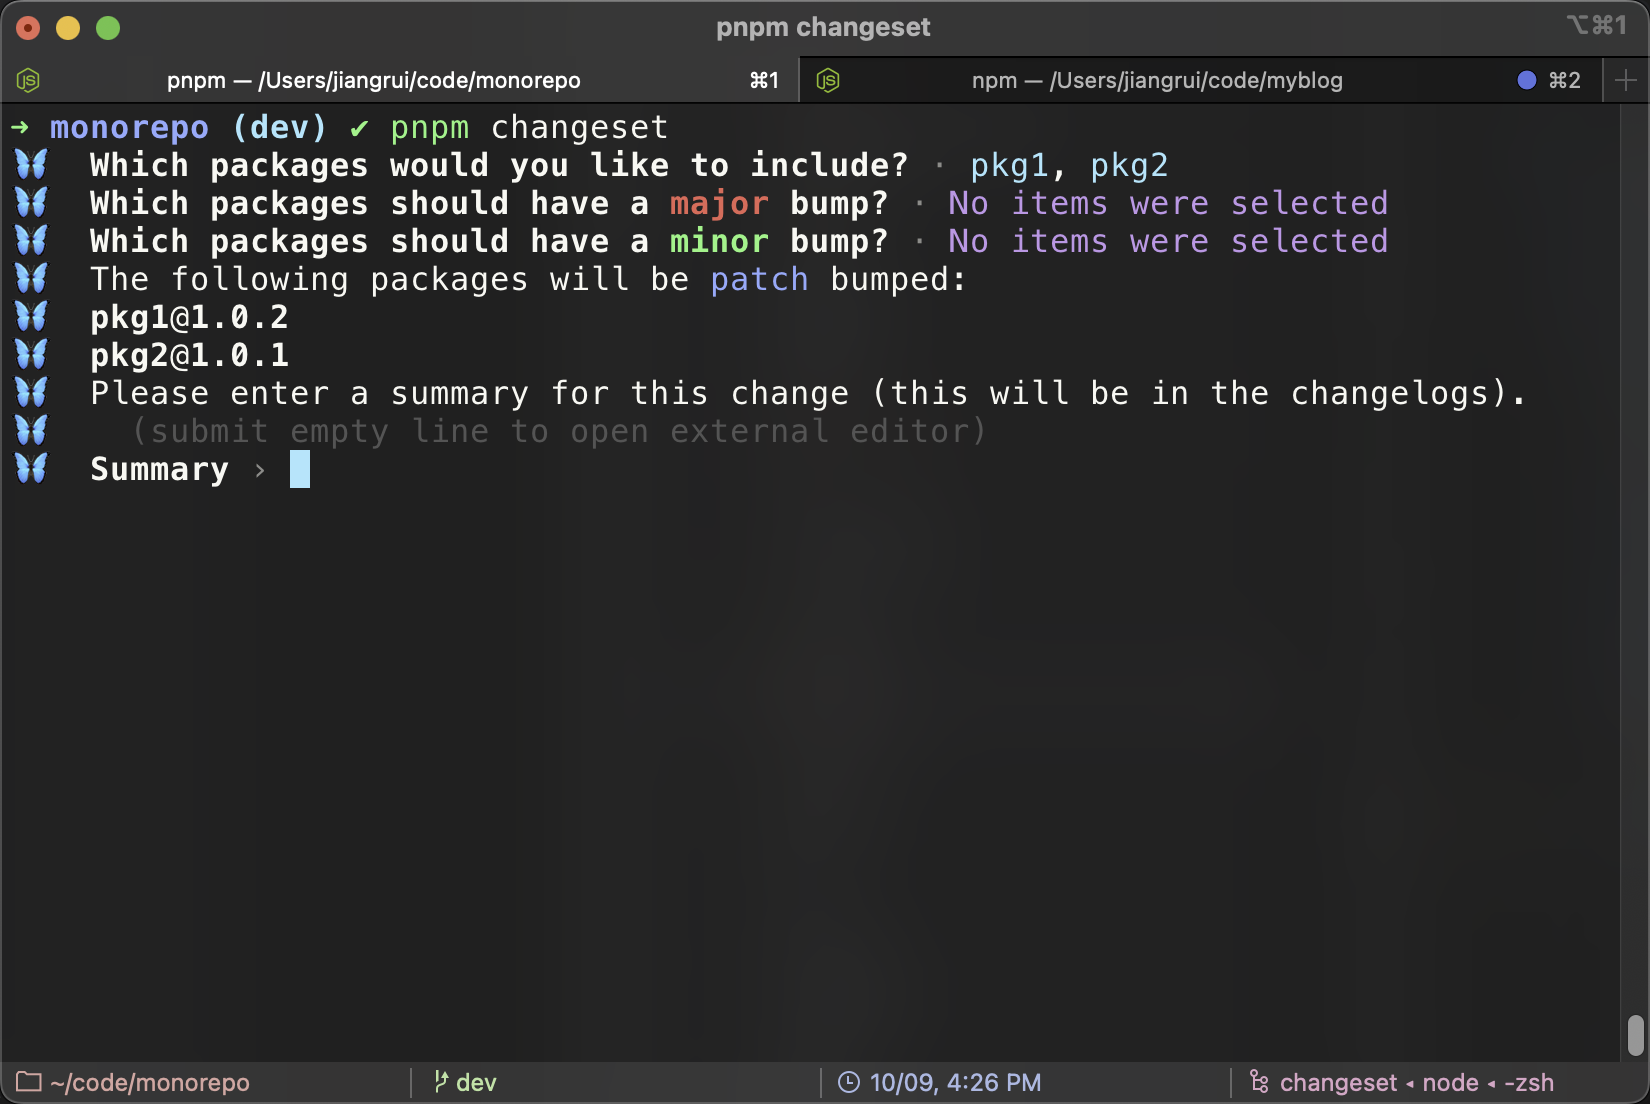 pnpm changeset
⌥⌘1
pnpm — /Users/jiangrui/code/monorepo ⌘1
npm — /Users/jiangrui/code/myblog ⌘2
➜ monorepo (dev) ✔ pnpm changeset
🦋 Which packages would you like to include? · pkg1, pkg2
🦋 Which packages should have a major bump? · No items were selected
🦋 Which packages should have a minor bump? · No items were selected
🦋 The following packages will be patch bumped:
🦋 pkg1@1.0.2
🦋 pkg2@1.0.1
🦋 Please enter a summary for this change (this will be in the changelogs).
🦋 (submit empty line to open external editor)
🦋 Summary ›
~/code/monorepo
dev
10/09, 4:26 PM
changeset ◂ node ◂ -zsh